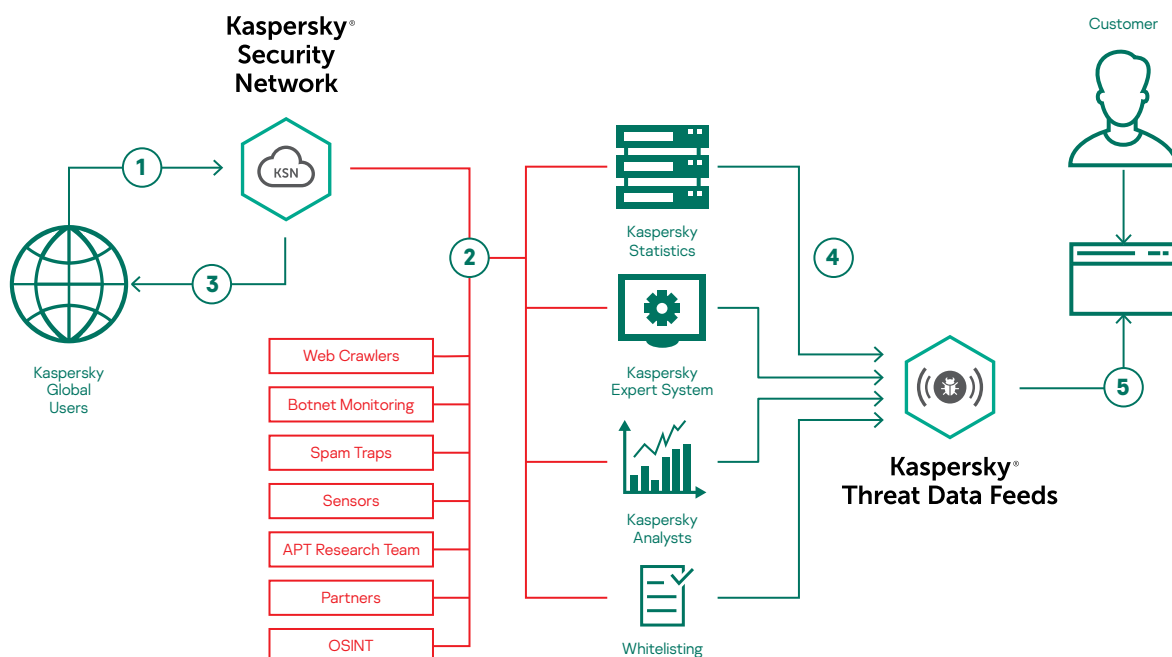 Kaspersky®
Security
Network
Customer
1
KSN
2
3
4
5
Kaspersky
Global
Users
Web Crawlers
Botnet Monitoring
Spam Traps
Sensors
APT Research Team
Partners
OSINT
Kaspersky
Statistics
Kaspersky
Expert System
Kaspersky
Analysts
Whitelisting
Kaspersky®
Threat Data Feeds